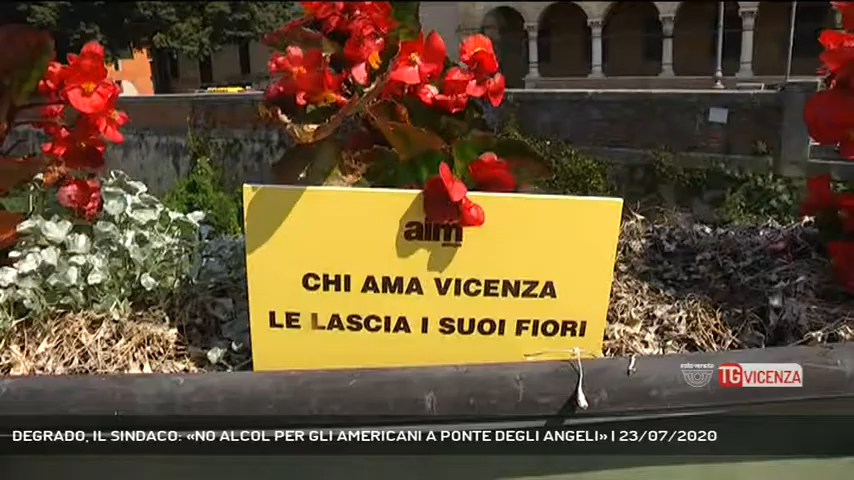 aim
CHI AMA VICENZA
LE LASCIA I SUOI FIORI
TG VICENZA
DEGRADO, IL SINDACO: «NO ALCOL PER GLI AMERICANI A PONTE DEGLI ANGELI» | 23/07/2020